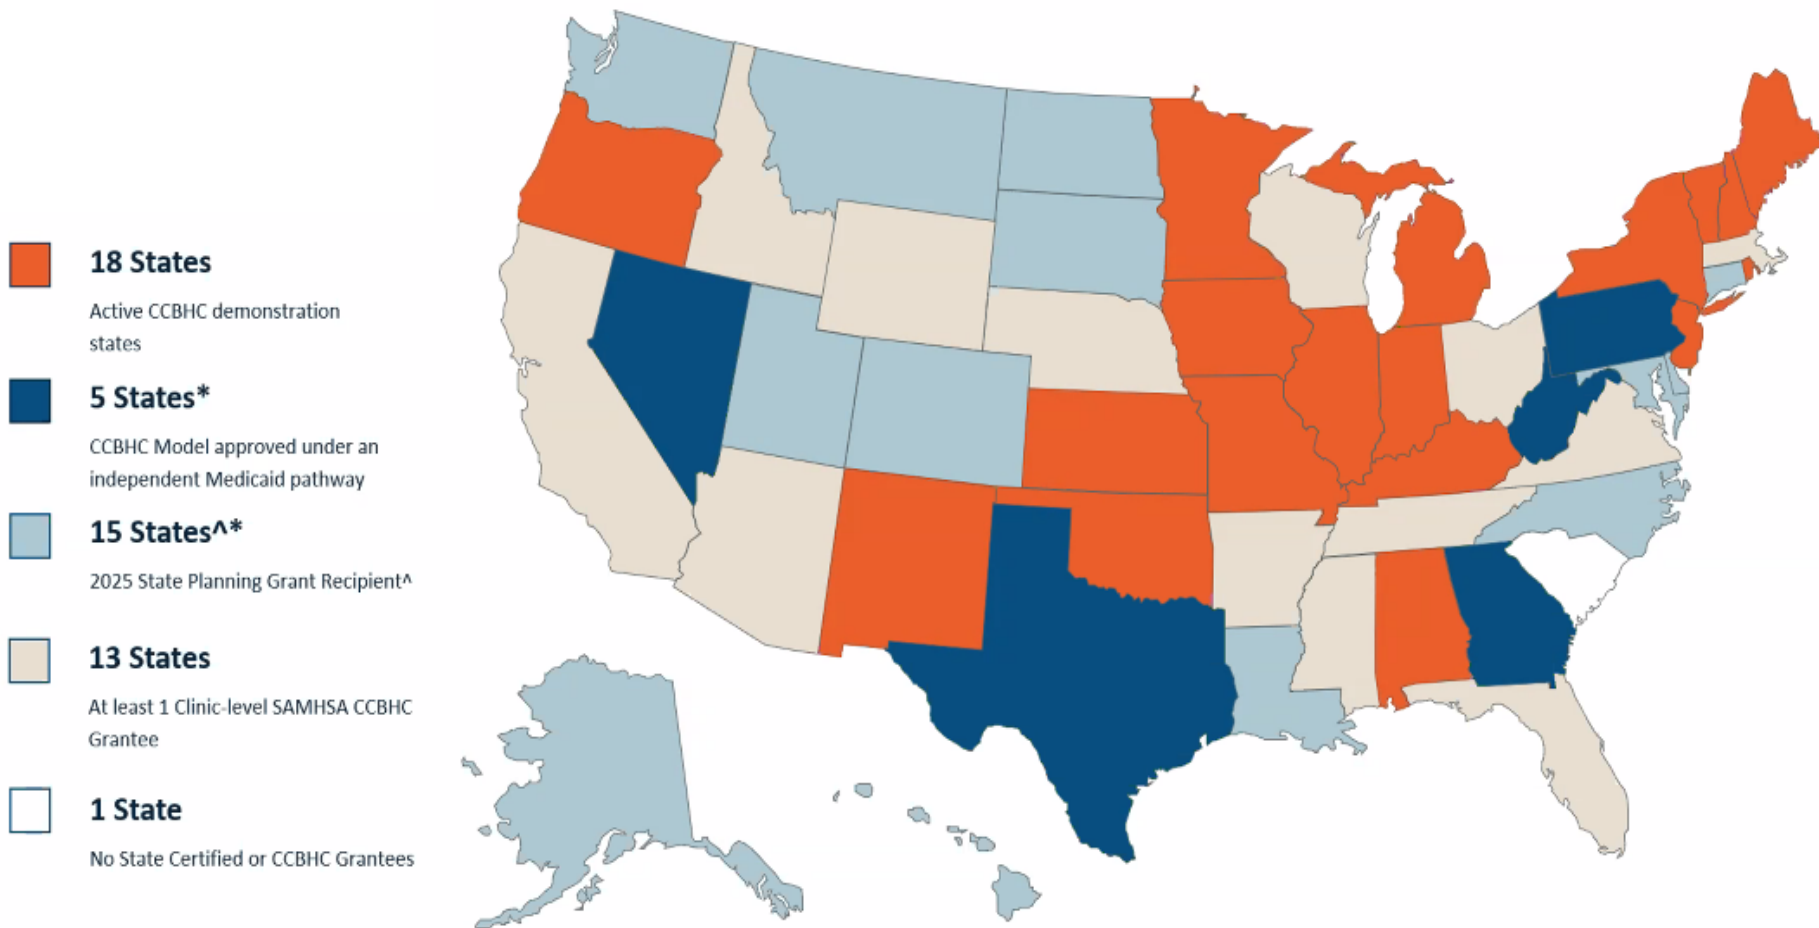 18 States
Active CCBHC demonstration
states
5 States*
CCBHC Model approved under an
independent Medicaid pathway
15 States^*
2025 State Planning Grant Recipient^
13 States
At least 1 Clinic-level SAMHSA CCBHC
Grantee
1 State
No State Certified or CCBHC Grantees